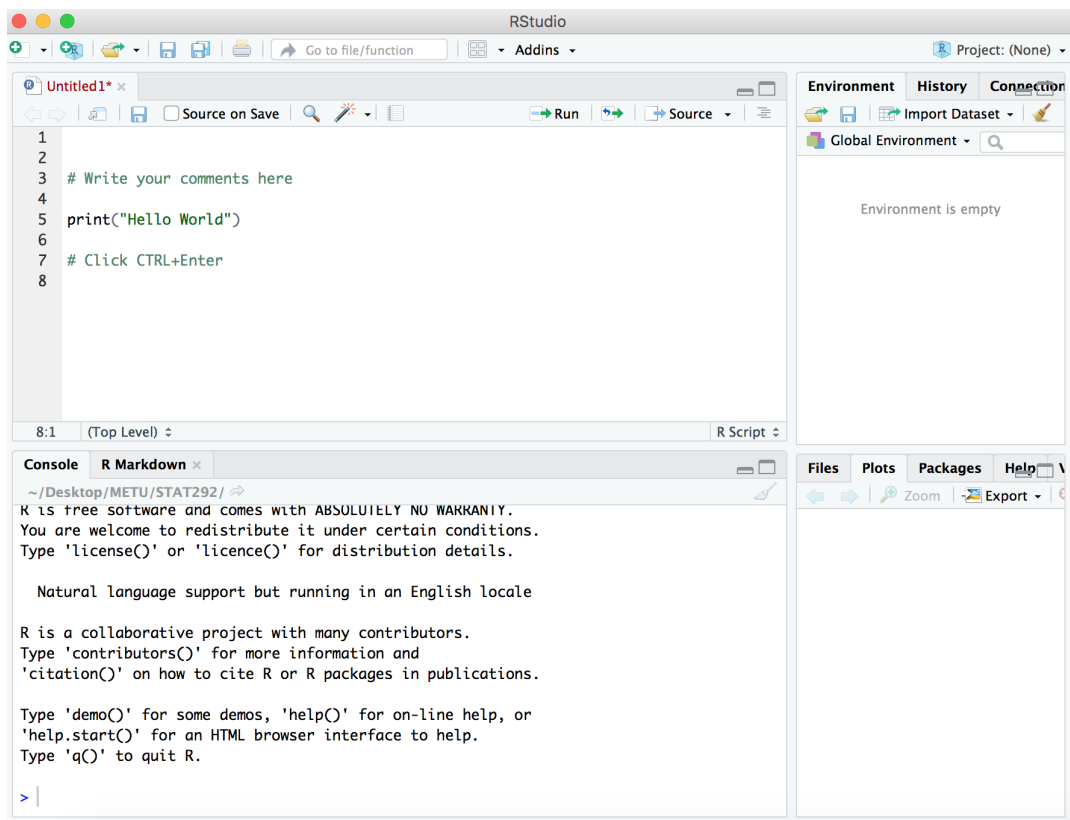 RStudio
Go to file/function Addins Project: (None)
Untitled1*
Source on Save Run Source
1
2
3 # Write your comments here
4
5 print("Hello World")
6
7 # Click CTRL+Enter
8
8:1 (Top Level) R Script
Console R Markdown
~/Desktop/METU/STAT292/
R is free software and comes with ABSOLUTELY NO WARRANTY.
You are welcome to redistribute it under certain conditions.
Type 'license()' or 'licence()' for distribution details.
Natural language support but running in an English locale
R is a collaborative project with many contributors.
Type 'contributors()' for more information and
'citation()' on how to cite R or R packages in publications.
Type 'demo()' for some demos, 'help()' for on-line help, or
'help.start()' for an HTML browser interface to help.
Type 'q()' to quit R.
>
Environment History Connection
Import Dataset
Global Environment
Environment is empty
Files Plots Packages Help
Zoom Export